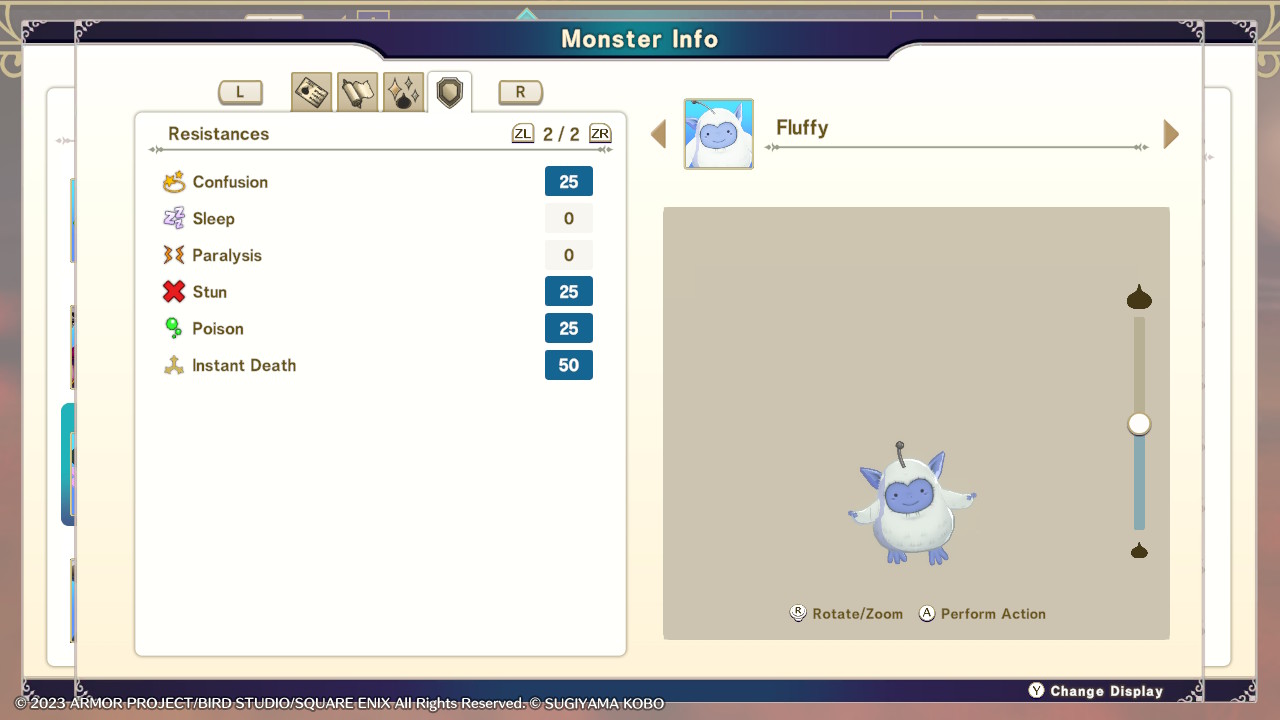 Monster Info
L
R
Resistances
ZL 2 / 2 ZR
Fluffy
Confusion 25
Sleep 0
Paralysis 0
Stun 25
Poison 25
Instant Death 50
R Rotate/Zoom A Perform Action
Y Change Display
© 2023 ARMOR PROJECT/BIRD STUDIO/SQUARE ENIX All Rights Reserved. © SUGIYAMA KOBO